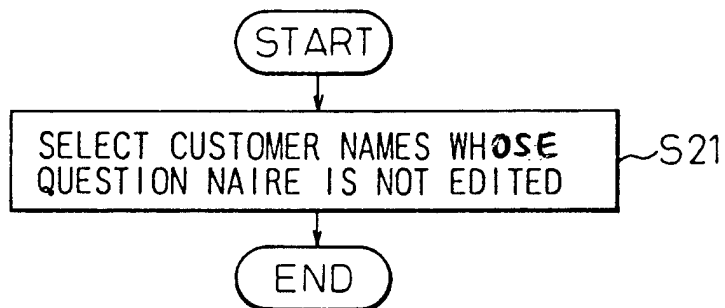 START
SELECT CUSTOMER NAMES WHOSE
QUESTION NAIRE IS NOT EDITED
S21
END